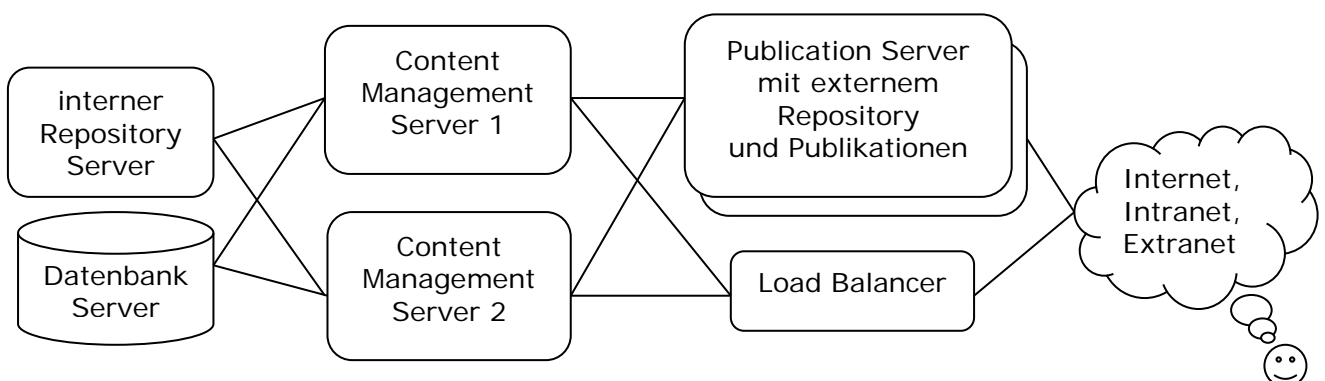 interner
Repository
Server
Datenbank
Server
Content
Management
Server 1
Content
Management
Server 2
Publication Server
mit externem
Repository
und Publikationen
Load Balancer
Internet,
Intranet,
Extranet